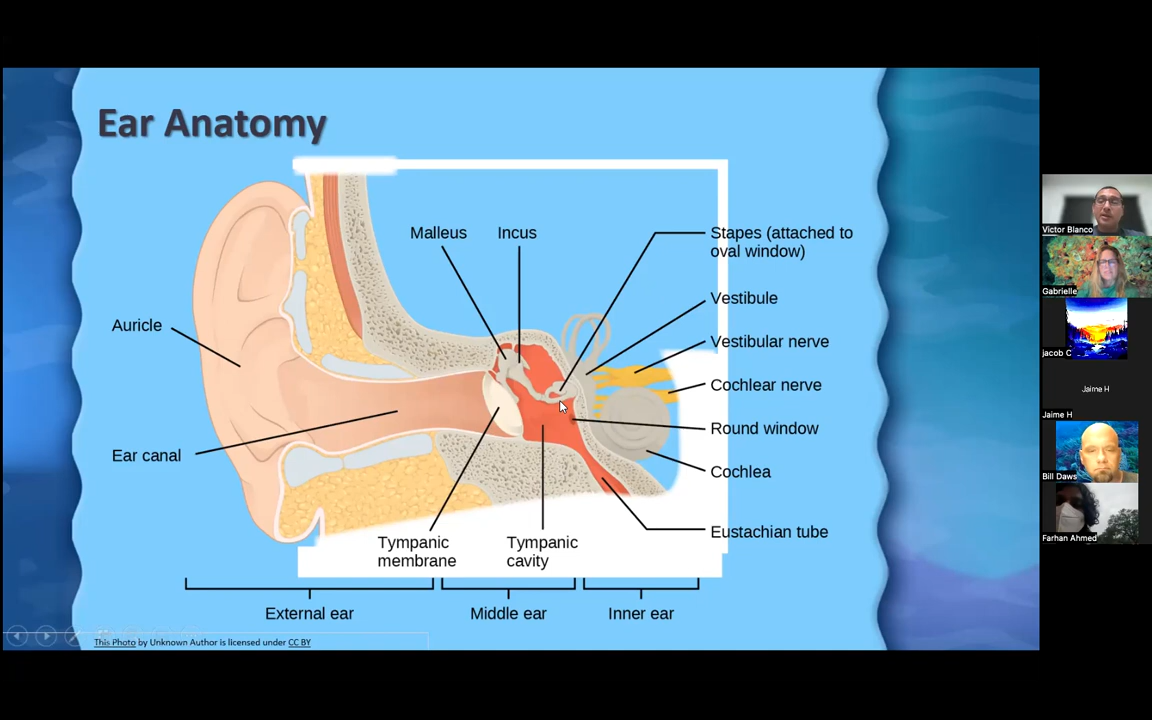 Ear Anatomy
Malleus
Incus
Stapes (attached to
oval window)
Vestibule
Auricle
Vestibular nerve
Cochlear nerve
Round window
Ear canal
Cochlea
Eustachian tube
Tympanic
membrane
Tympanic
cavity
External ear
Middle ear
Inner ear
This Photo by Unknown Author is licensed under CC BY
Victor Blanco
Gabrielle
jacob C
Jaime H
Jaime H
Bill Daws
Farhan Ahmed